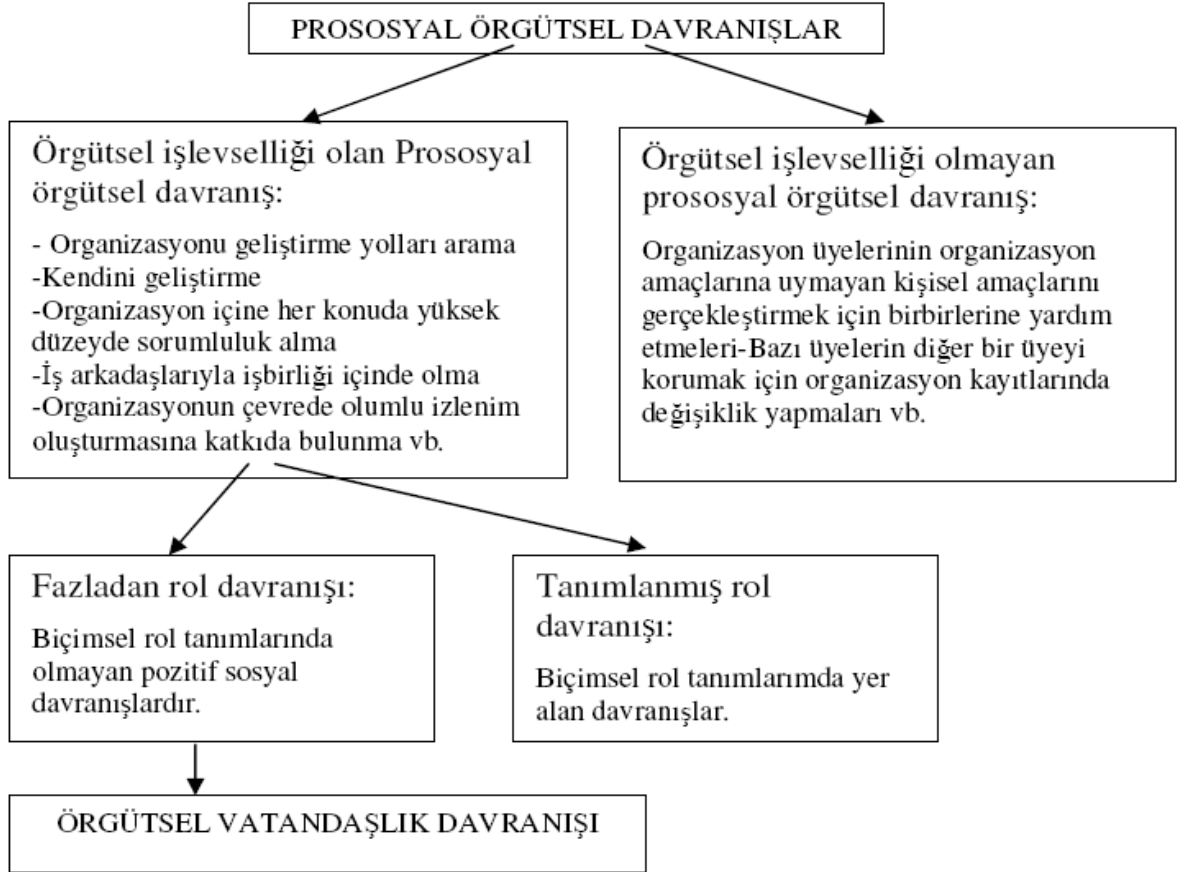 PROSOSYAL ÖRGÜTSEL DAVRANIŞLAR
Örgütsel işlevselliği olan Prososyal
örgütsel davranış:
- Organizasyonu geliştirme yolları arama
-Kendini geliştirme
-Organizasyon içine her konuda yüksek
düzeyde sorumluluk alma
-İş arkadaşlarıyla işbirliği içinde olma
-Organizasyonun çevrede olumlu izlenim
oluşturmasına katkıda bulunma vb.
Örgütsel işlevselliği olmayan
prososyal örgütsel davranış:
Organizasyon üyelerinin organizasyon
amaçlarına uymayan kişisel amaçlarını
gerçekleştirmek için birbirlerine yardım
etmeleri-Bazı üyelerin diğer bir üyeyi
korumak için organizasyon kayıtlarında
değişiklik yapmaları vb.
Fazladan rol davranışı:
Biçimsel rol tanımlarında
olmayan pozitif sosyal
davranışlardır.
Tanımlanmış rol
davranışı:
Biçimsel rol tanımlarımda yer
alan davranışlar.
ÖRGÜTSEL VATANDAŞLIK DAVRANIŞI